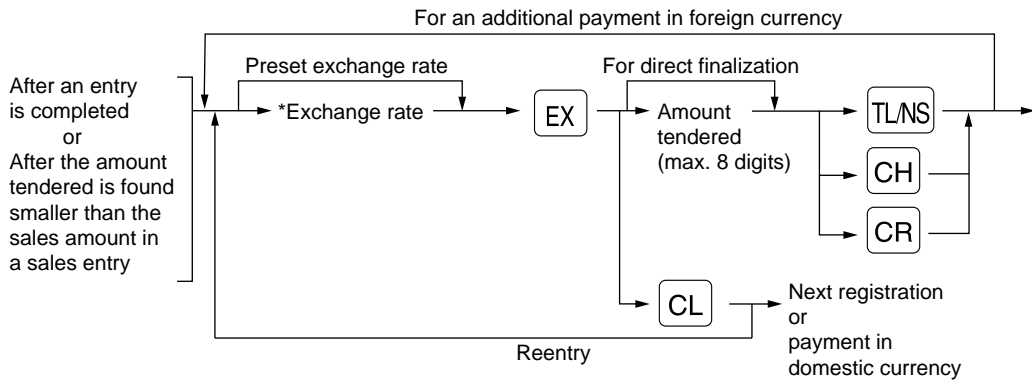 For an additional payment in foreign currency
Preset exchange rate
For direct finalization
After an entry
is completed
or
After the amount
tendered is found
smaller than the
sales amount in
a sales entry
*Exchange rate
EX
Amount
tendered
(max. 8 digits)
TL/NS
CH
CR
CL
Next registration
or
payment in
domestic currency
Reentry